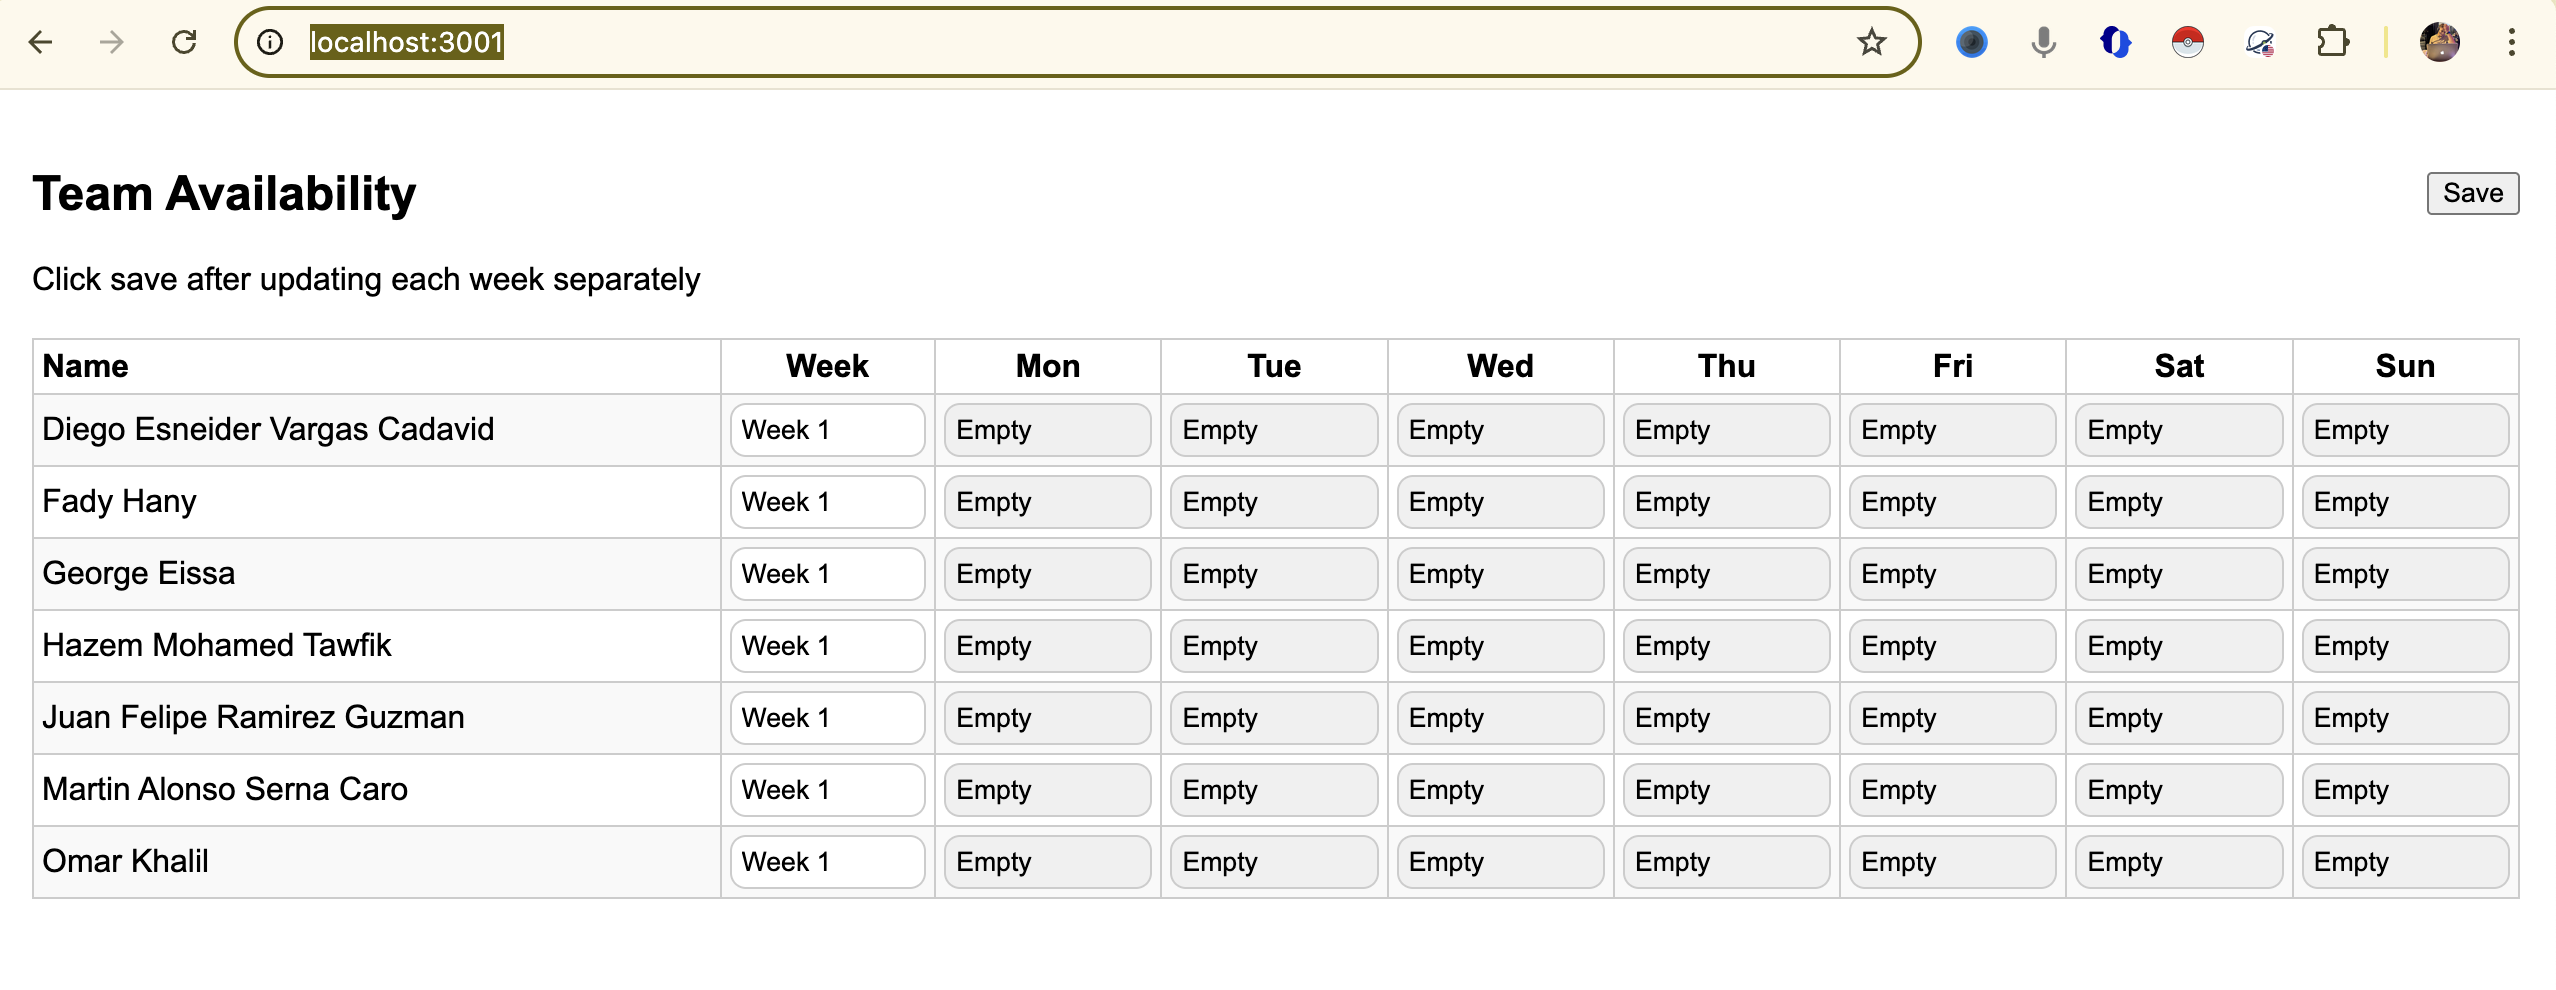 localhost:3001
Team Availability
Save
Click save after updating each week separately
Name Week Mon Tue Wed Thu Fri Sat Sun
Diego Esneider Vargas Cadavid Week 1 Empty Empty Empty Empty Empty Empty Empty
Fady Hany Week 1 Empty Empty Empty Empty Empty Empty Empty
George Eissa Week 1 Empty Empty Empty Empty Empty Empty Empty
Hazem Mohamed Tawfik Week 1 Empty Empty Empty Empty Empty Empty Empty
Juan Felipe Ramirez Guzman Week 1 Empty Empty Empty Empty Empty Empty Empty
Martin Alonso Serna Caro Week 1 Empty Empty Empty Empty Empty Empty Empty
Omar Khalil Week 1 Empty Empty Empty Empty Empty Empty Empty